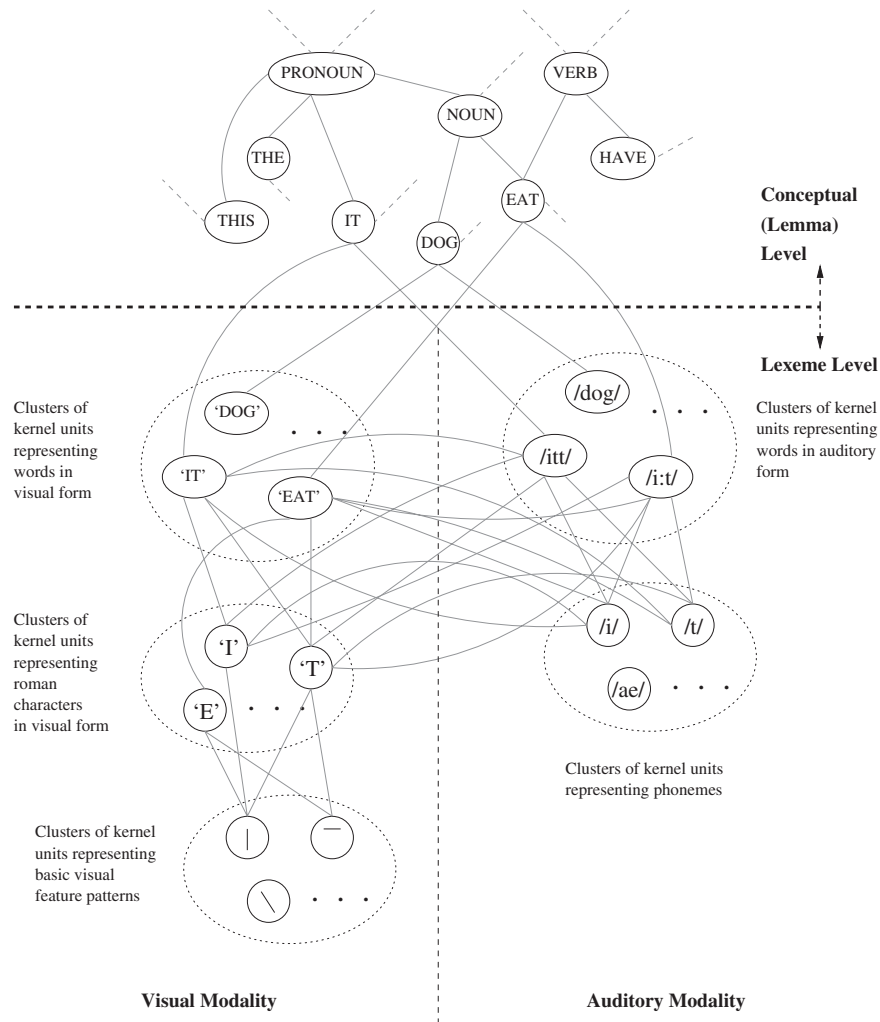 PRONOUN
VERB
NOUN
THE
HAVE
EAT
THIS
IT
DOG
Conceptual
(Lemma)
Level
Lexeme Level
Clusters of
kernel units
representing
words in
visual form
‘DOG’
. . .
‘IT’
‘EAT’
/dog/
. . .
/itt/
/i:t/
Clusters of kernel
units representing
words in auditory
form
Clusters of
kernel units
representing
roman
characters
in visual form
‘I’
‘T’
‘E’
. . .
/i/
/t/
/ae/
. . .
Clusters of kernel units
representing phonemes
Clusters of kernel
units representing
basic visual
feature patterns
|
—
\
. . .
Visual Modality
Auditory Modality